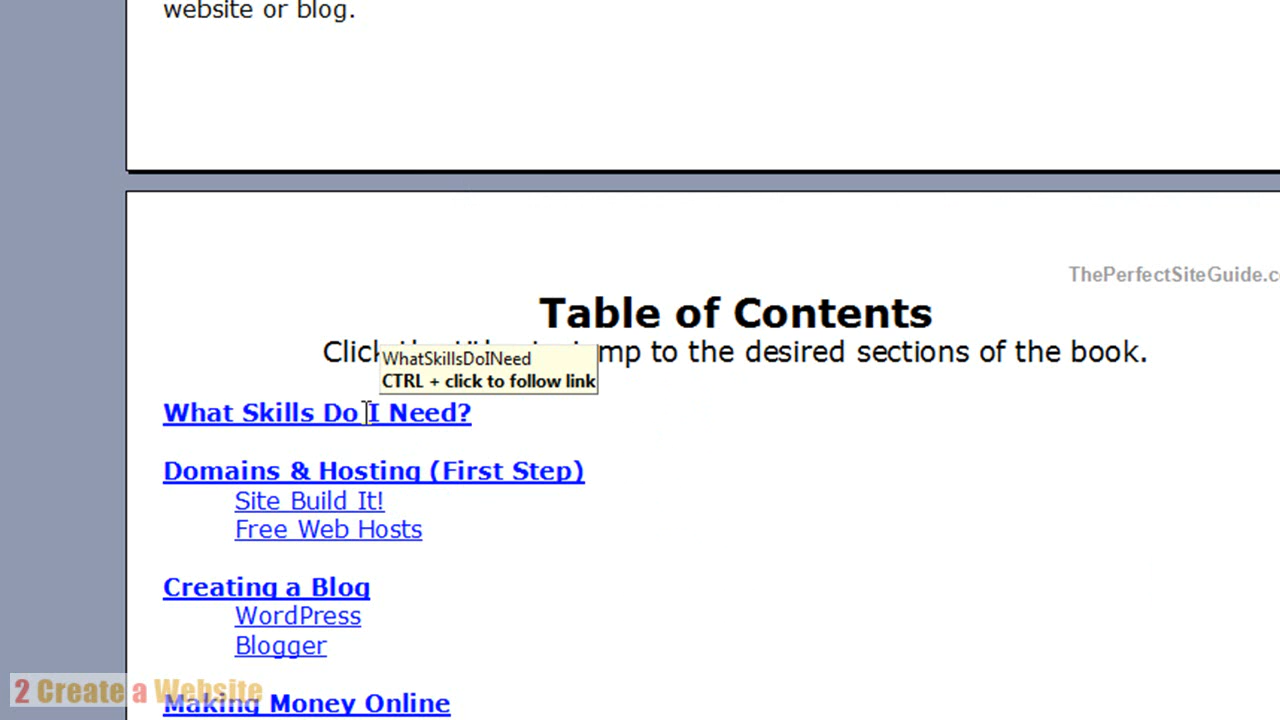 website or blog.
ThePerfectSiteGuide.c
Table of Contents
Click mp to the desired sections of the book.
WhatSkillsDoINeed
CTRL + click to follow link
What Skills Do I Need?
Domains & Hosting (First Step)
Site Build It!
Free Web Hosts
Creating a Blog
WordPress
Blogger
Making Money Online
2 Create a Website